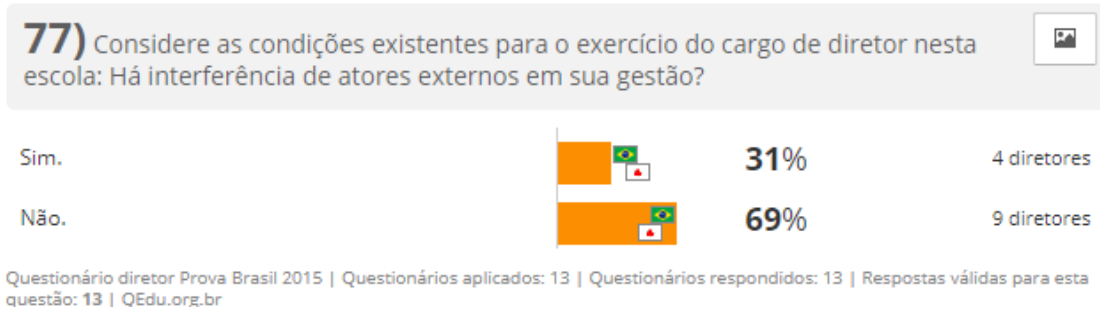 77) Considere as condições existentes para o exercício do cargo de diretor nesta
escola: Há interferência de atores externos em sua gestão?
Sim. 31% 4 diretores
Não. 69% 9 diretores
Questionário diretor Prova Brasil 2015 | Questionários aplicados: 13 | Questionários respondidos: 13 | Respostas válidas para esta
questão: 13 | QEdu.org.br